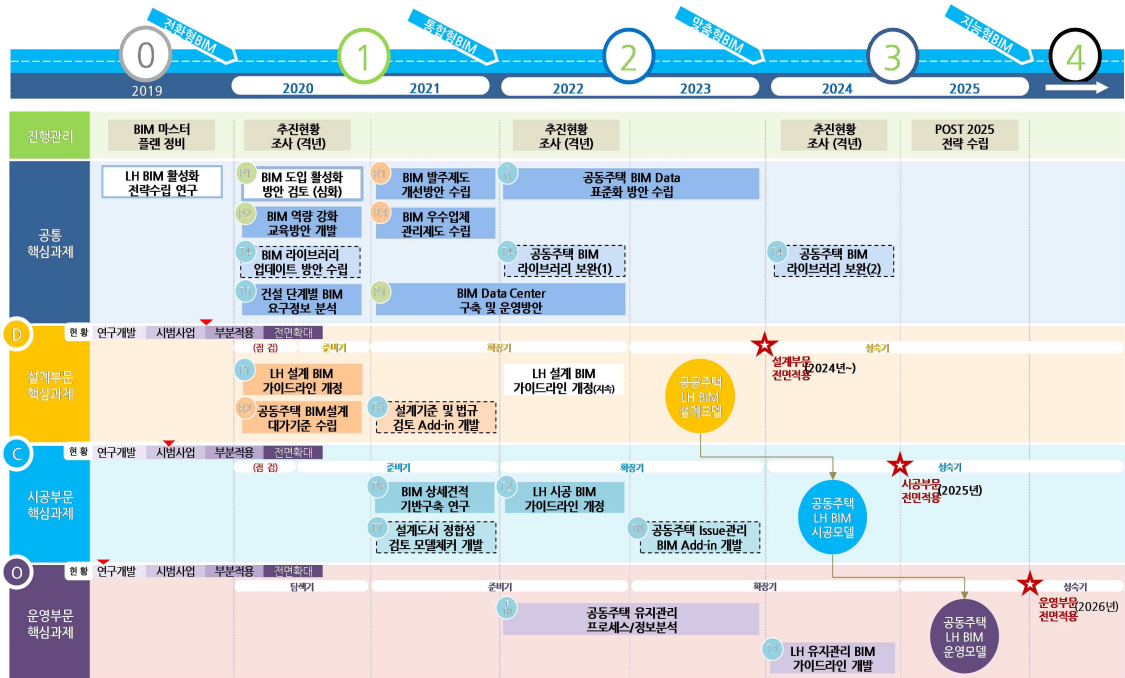 전환형BIM
통합형BIM
맞춤형BIM
지능형BIM
0
1
2
3
4
2019
2020
2021
2022
2023
2024
2025
진행관리
BIM 마스터
플랜 정비
추진현황
조사 (격년)
추진현황
조사 (격년)
추진현황
조사 (격년)
POST 2025
전략 수립
공통
핵심과제
LH BIM 활성화
전략수립 연구
P1
BIM 도입 활성화
방안 검토 (심화)
R1
BIM 발주제도
개선방안 수립
공동주택 BIM Data
표준화 방안 수립
P2
BIM 역량 강화
교육방안 개발
R3
BIM 우수업체
관리제도 수립
T4
BIM 라이브러리
업데이트 방안 수립
T4
공동주택 BIM
라이브러리 보완(1)
T4
공동주택 BIM
라이브러리 보완(2)
T5
건설 단계별 BIM
요구정보 분석
P3
BIM Data Center
구축 및 운영방안
D
현 황
연구개발
시범사업
부분적용
전면확대
설계부문
핵심과제
(점 검)
준비기
확장기
성숙기
T1
LH 설계 BIM
가이드라인 개정
LH 설계 BIM
가이드라인 개정(지속)
R2
공동주택 BIM설계
대가기준 수립
설계기준 및 법규
검토 Add-in 개발
공공주택
LH BIM
설계모델
설계부문
전면적용
(2024년~)
C
현 황
연구개발
시범사업
부분적용
전면확대
시공부문
핵심과제
(점 검)
준비기
확장기
성숙기
BIM 상세견적
기반구축 연구
T2
LH 시공 BIM
가이드라인 개정
T7
설계도서 정합성
검토 모델체커 개발
T8
공동주택 Issue관리
BIM Add-in 개발
공동주택
LH BIM
시공모델
시공부문
전면적용
(2025년)
O
현 황
연구개발
시범사업
부분적용
전면확대
운영부문
핵심과제
탐색기
준비기
확장기
성숙기
공동주택 유지관리
프로세스/정보분석
T3
LH 유지관리 BIM
가이드라인 개발
공동주택
LH BIM
운영모델
운영부문
전면적용
(2026년)